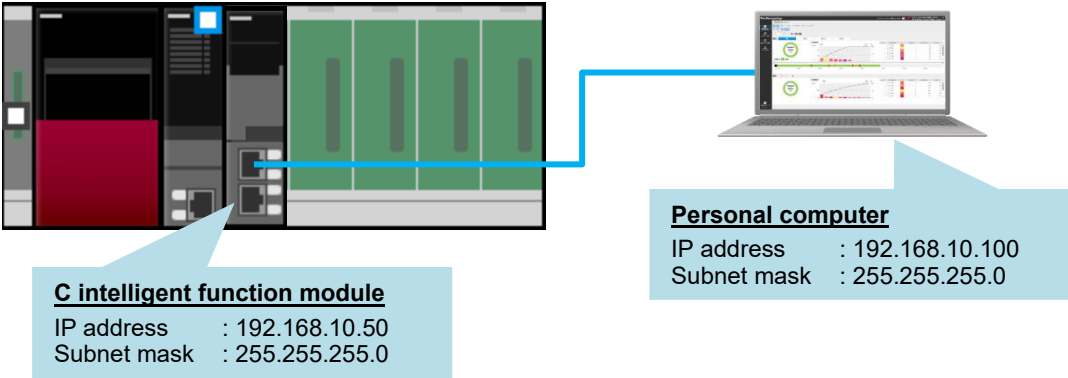 Personal computer
IP address : 192.168.10.100
Subnet mask : 255.255.255.0
C intelligent function module
IP address : 192.168.10.50
Subnet mask : 255.255.255.0